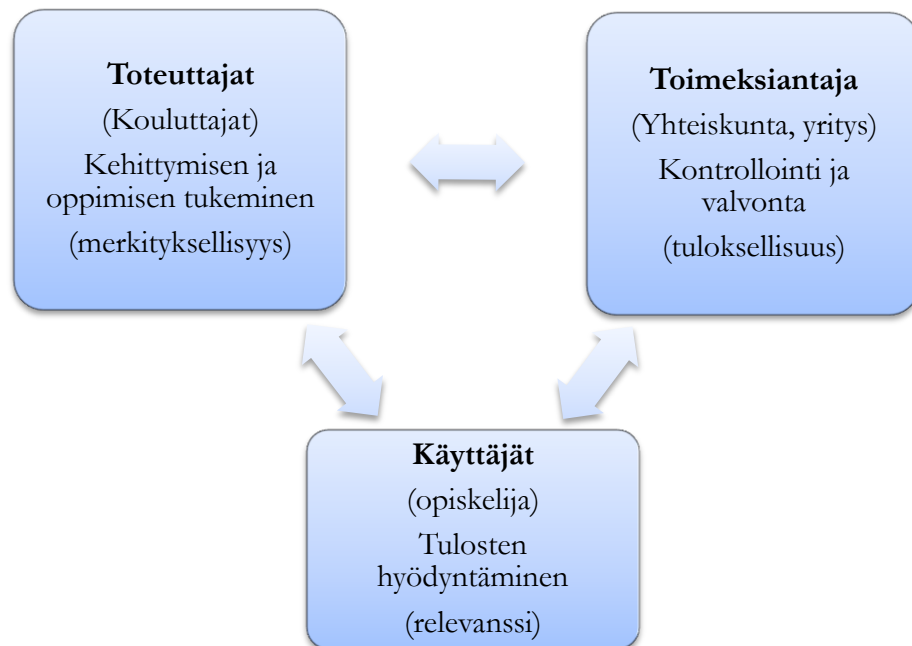 Toteuttajat
(Kouluttajat)
Kehittymisen ja
oppimisen tukeminen
(merkityksellisyys)
Toimeksiantaja
(Yhteiskunta, yritys)
Kontrollointi ja
valvonta
(tuloksellisuus)
Käyttäjät
(opiskelija)
Tulosten
hyödyntäminen
(relevanssi)